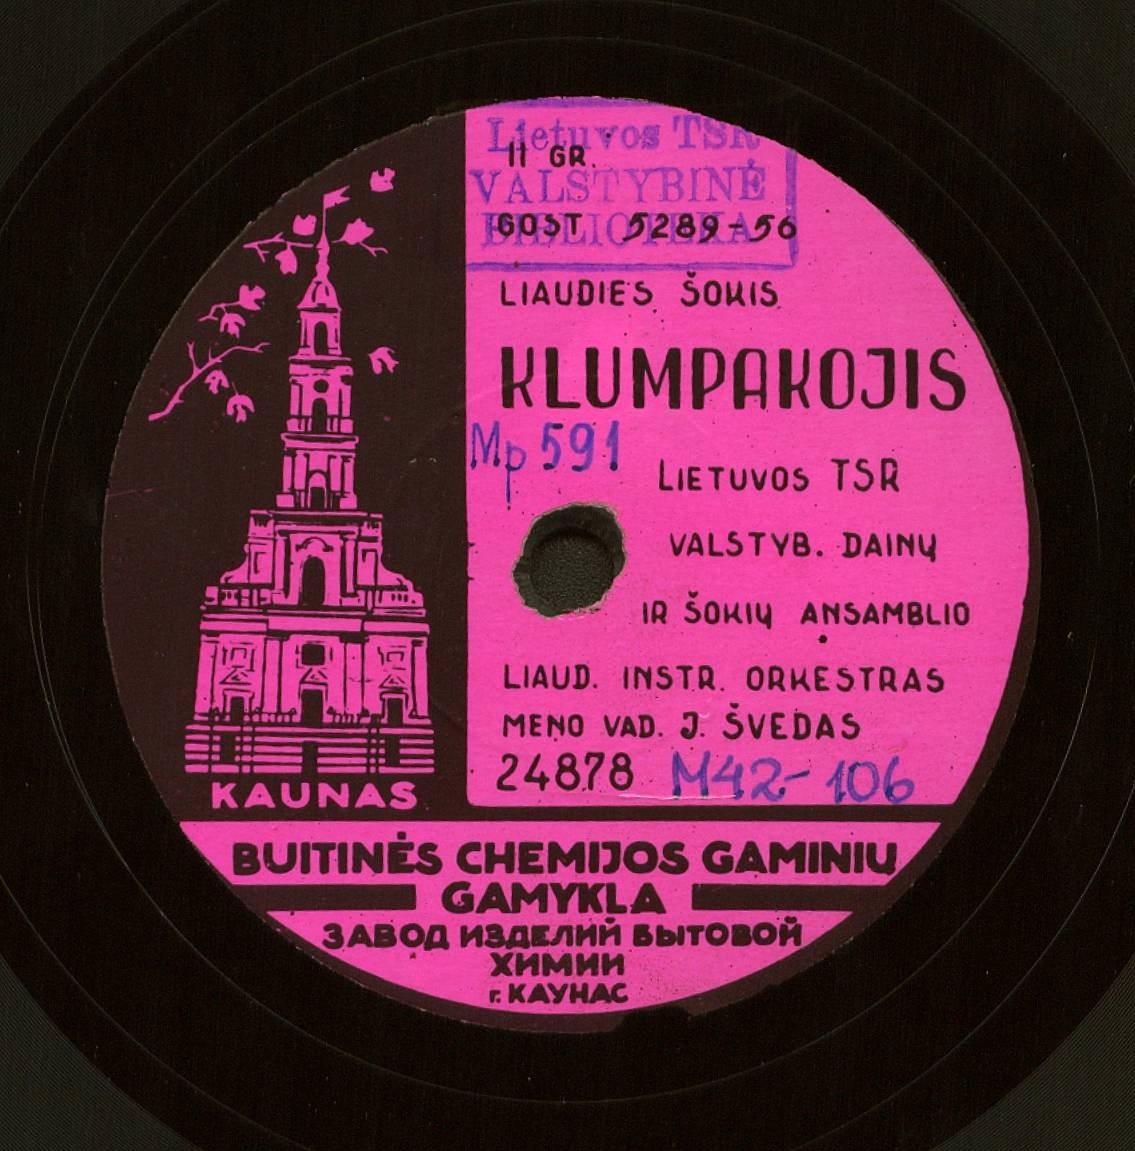 Lietuvos TSR
II GR.
VALSTYBINĖ
BIBLIOTEKA
GOST 5289-56
LIAUDIES ŠOKIS
KLUMPAKOJIS
Mp 591
LIETUVOS TSR
VALSTYB. DAINŲ
IR ŠOKIŲ ANSAMBLIO
LIAUD. INSTR. ORKESTRAS
MENO VAD. J. ŠVEDAS
24878 M42-106
KAUNAS
BUITINĖS CHEMIJOS GAMINIŲ
GAMYKLA
ЗАВОД ИЗДЕЛИЙ БЫТОВОЙ
ХИМИИ
г. КАУНАС